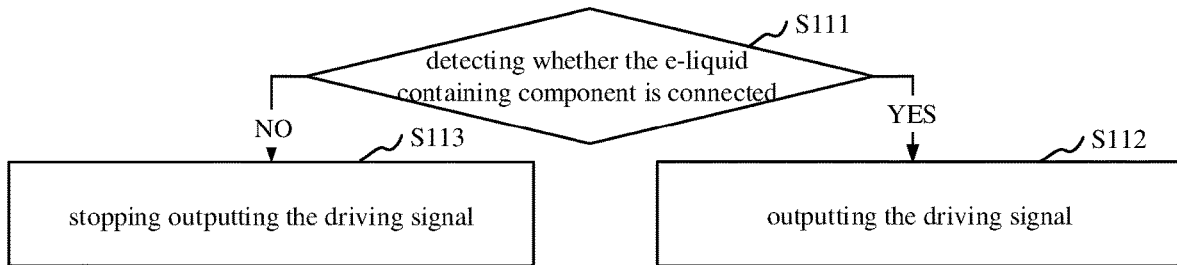 S111
detecting whether the e-liquid
containing component is connected
NO
YES
S113
S112
stopping outputting the driving signal
outputting the driving signal